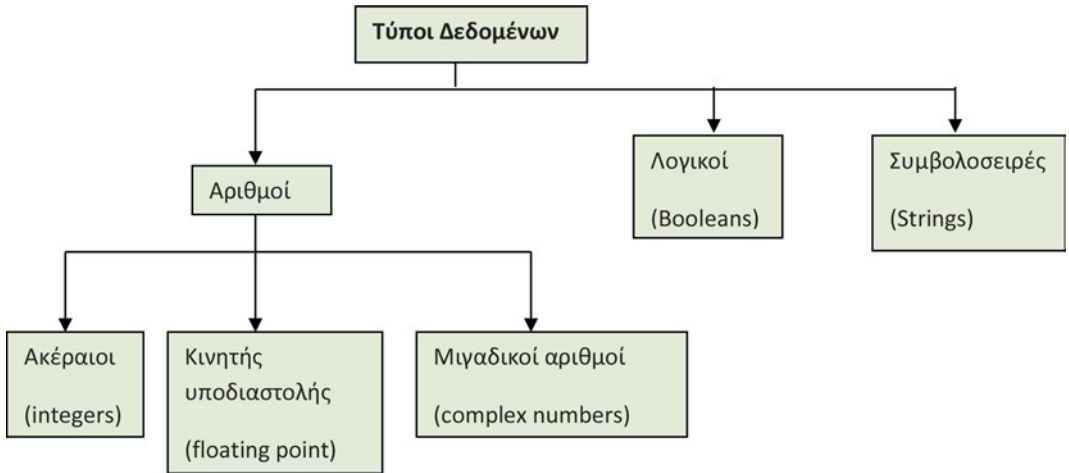 Τύποι Δεδομένων
Λογικοί
(Booleans)
Συμβολοσειρές
(Strings)
Αριθμοί
Ακέραιοι
(integers)
Κινητής
υποδιαστολής
(floating point)
Μιγαδικοί αριθμοί
(complex numbers)